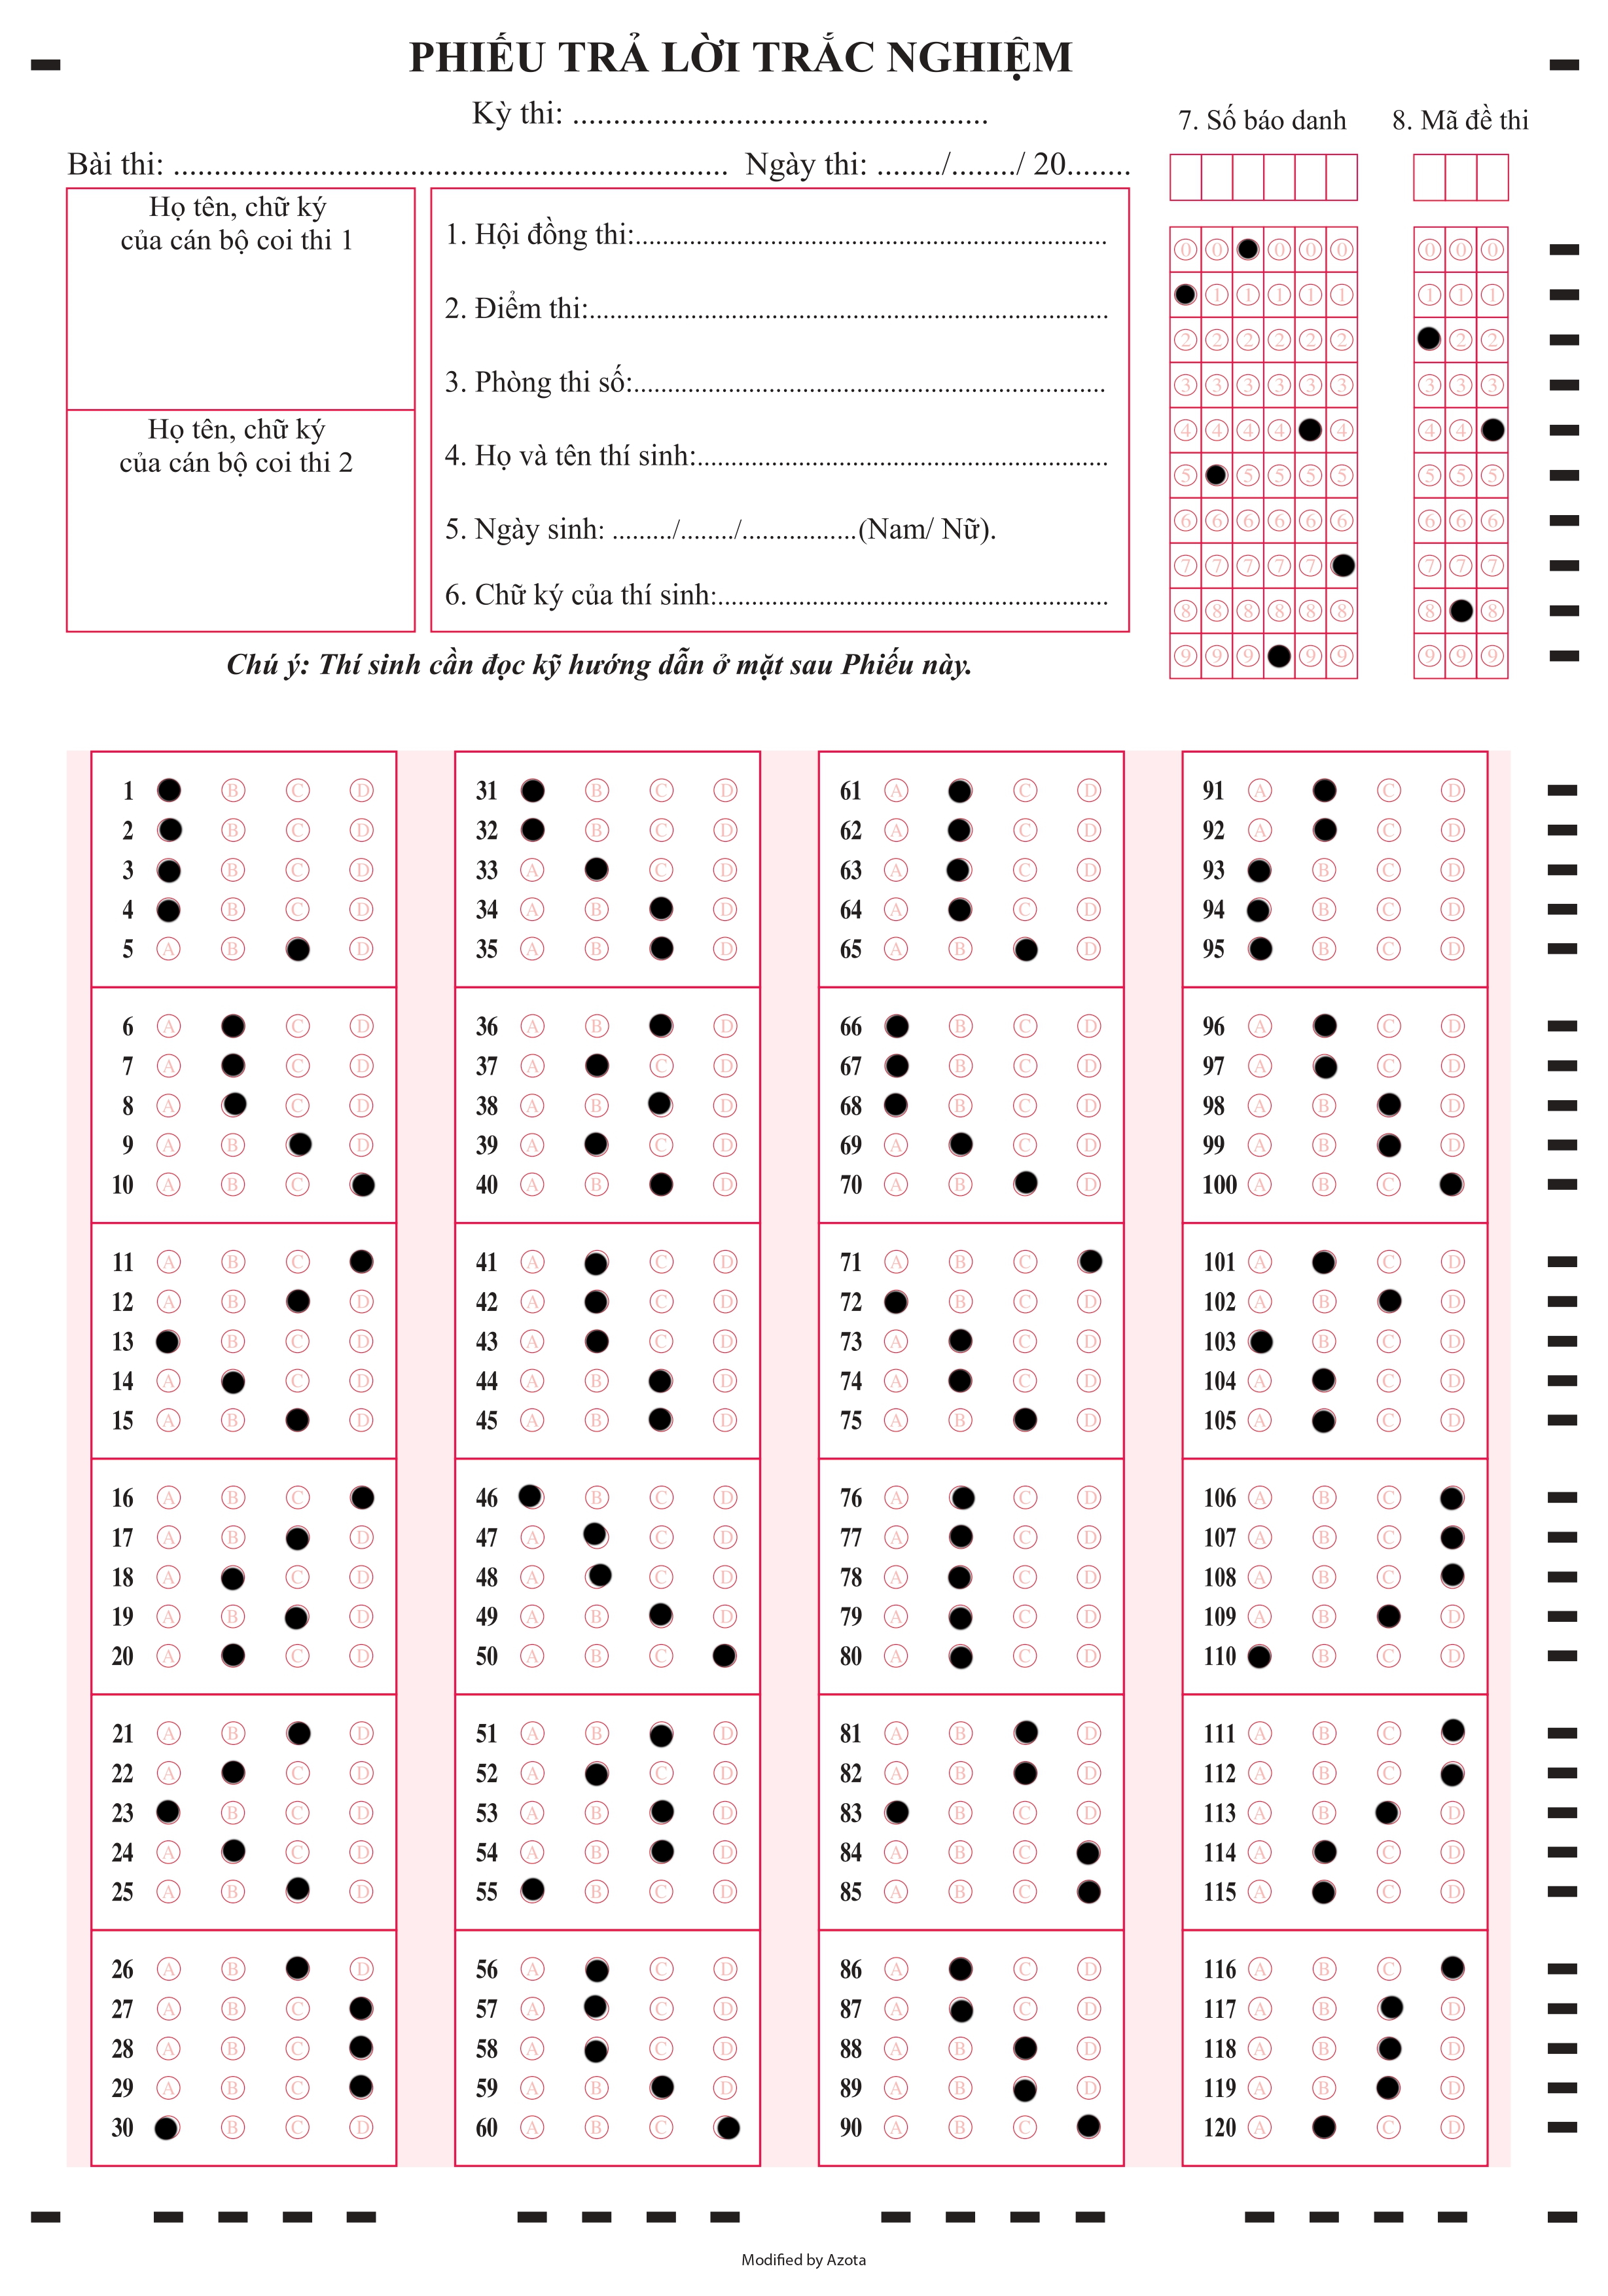 PHIẾU TRẢ LỜI TRẮC NGHIỆM
Kỳ thi: ...................................................
7. Số báo danh 8. Mã đề thi
Bài thi: .................................................................... Ngày thi: ......../......../ 20........
Họ tên, chữ ký
của cán bộ coi thi 1
Họ tên, chữ ký
của cán bộ coi thi 2
1. Hội đồng thi:......................................................................
2. Điểm thi:.............................................................................
3. Phòng thi số:......................................................................
4. Họ và tên thí sinh:.............................................................
5. Ngày sinh: ........./......../.................(Nam/ Nữ).
6. Chữ ký của thí sinh:..........................................................
Chú ý: Thí sinh cần đọc kỹ hướng dẫn ở mặt sau Phiếu này.
0 0 0 0 0 0 0 0
1 1 1 1 1 1 1 1
2 2 2 2 2 2 2 2
3 3 3 3 3 3 3 3 3
4 4 4 4 4 4 4
5 5 5 5 5 5 5 5
6 6 6 6 6 6 6 6 6
7 7 7 7 7 7 7 7
8 8 8 8 8 8 8 8
9 9 9 9 9 9 9 9
1 B C D
2 B C D
3 B C D
4 B C D
5 A B D
6 A C D
7 A C D
8 A C D
9 A B D
10 A B C
11 A B C
12 A B D
13 B C D
14 A C D
15 A B D
16 A B C
17 A B D
18 A C D
19 A B D
20 A C D
21 A B D
22 A C D
23 B C D
24 A C D
25 A B D
26 A B D
27 A B C
28 A B C
29 A B C
30 B C D
31 B C D
32 B C D
33 A C D
34 A B D
35 A B D
36 A B D
37 A C D
38 A B D
39 A C D
40 A B D
41 A C D
42 A C D
43 A C D
44 A B D
45 A B D
46 B C D
47 A C D
48 A C D
49 A B D
50 A B C
51 A B D
52 A C D
53 A B D
54 A B D
55 B C D
56 A C D
57 A C D
58 A C D
59 A B D
60 A B C
61 A C D
62 A C D
63 A C D
64 A C D
65 A B D
66 B C D
67 B C D
68 B C D
69 A C D
70 A B D
71 A B C
72 B C D
73 A C D
74 A C D
75 A B D
76 A C D
77 A C D
78 A C D
79 A C D
80 A C D
81 A B D
82 A B D
83 B C D
84 A B C
85 A B C
86 A C D
87 A C D
88 A B D
89 A B D
90 A B C
91 A C D
92 A C D
93 B C D
94 B C D
95 B C D
96 A C D
97 A C D
98 A B D
99 A B D
100 A B C
101 A C D
102 A B D
103 B C D
104 A C D
105 A C D
106 A B C
107 A B C
108 A B C
109 A B D
110 B C D
111 A B C
112 A B C
113 A B D
114 A C D
115 A C D
116 A B C
117 A B D
118 A B D
119 A B D
120 A C D
Modified by Azota